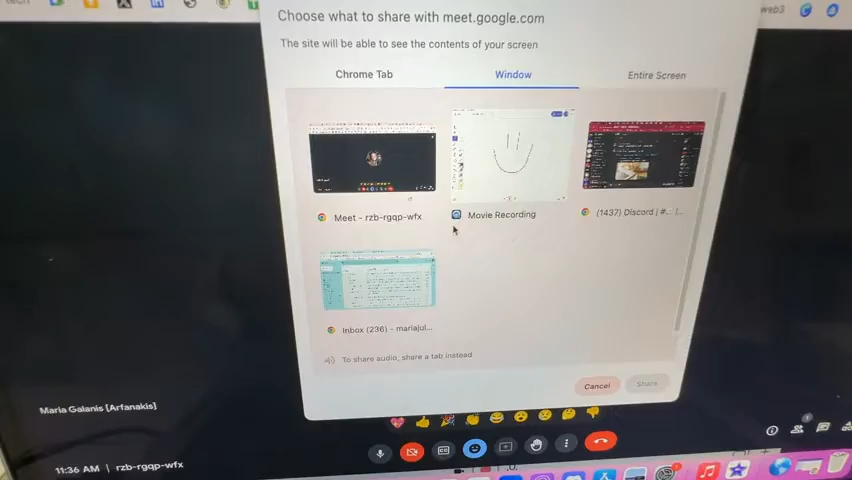 web3
Choose what to share with meet.google.com
The site will be able to see the contents of your screen
Chrome Tab
Window
Entire Screen
Meet - rzb-rgqp-wfx
Movie Recording
(1437) Discord | #... |...
Inbox (236) - mariajul...
To share audio, share a tab instead
Cancel
Share
Maria Galanis [Arfanakis]
11:36 AM | rzb-rgqp-wfx